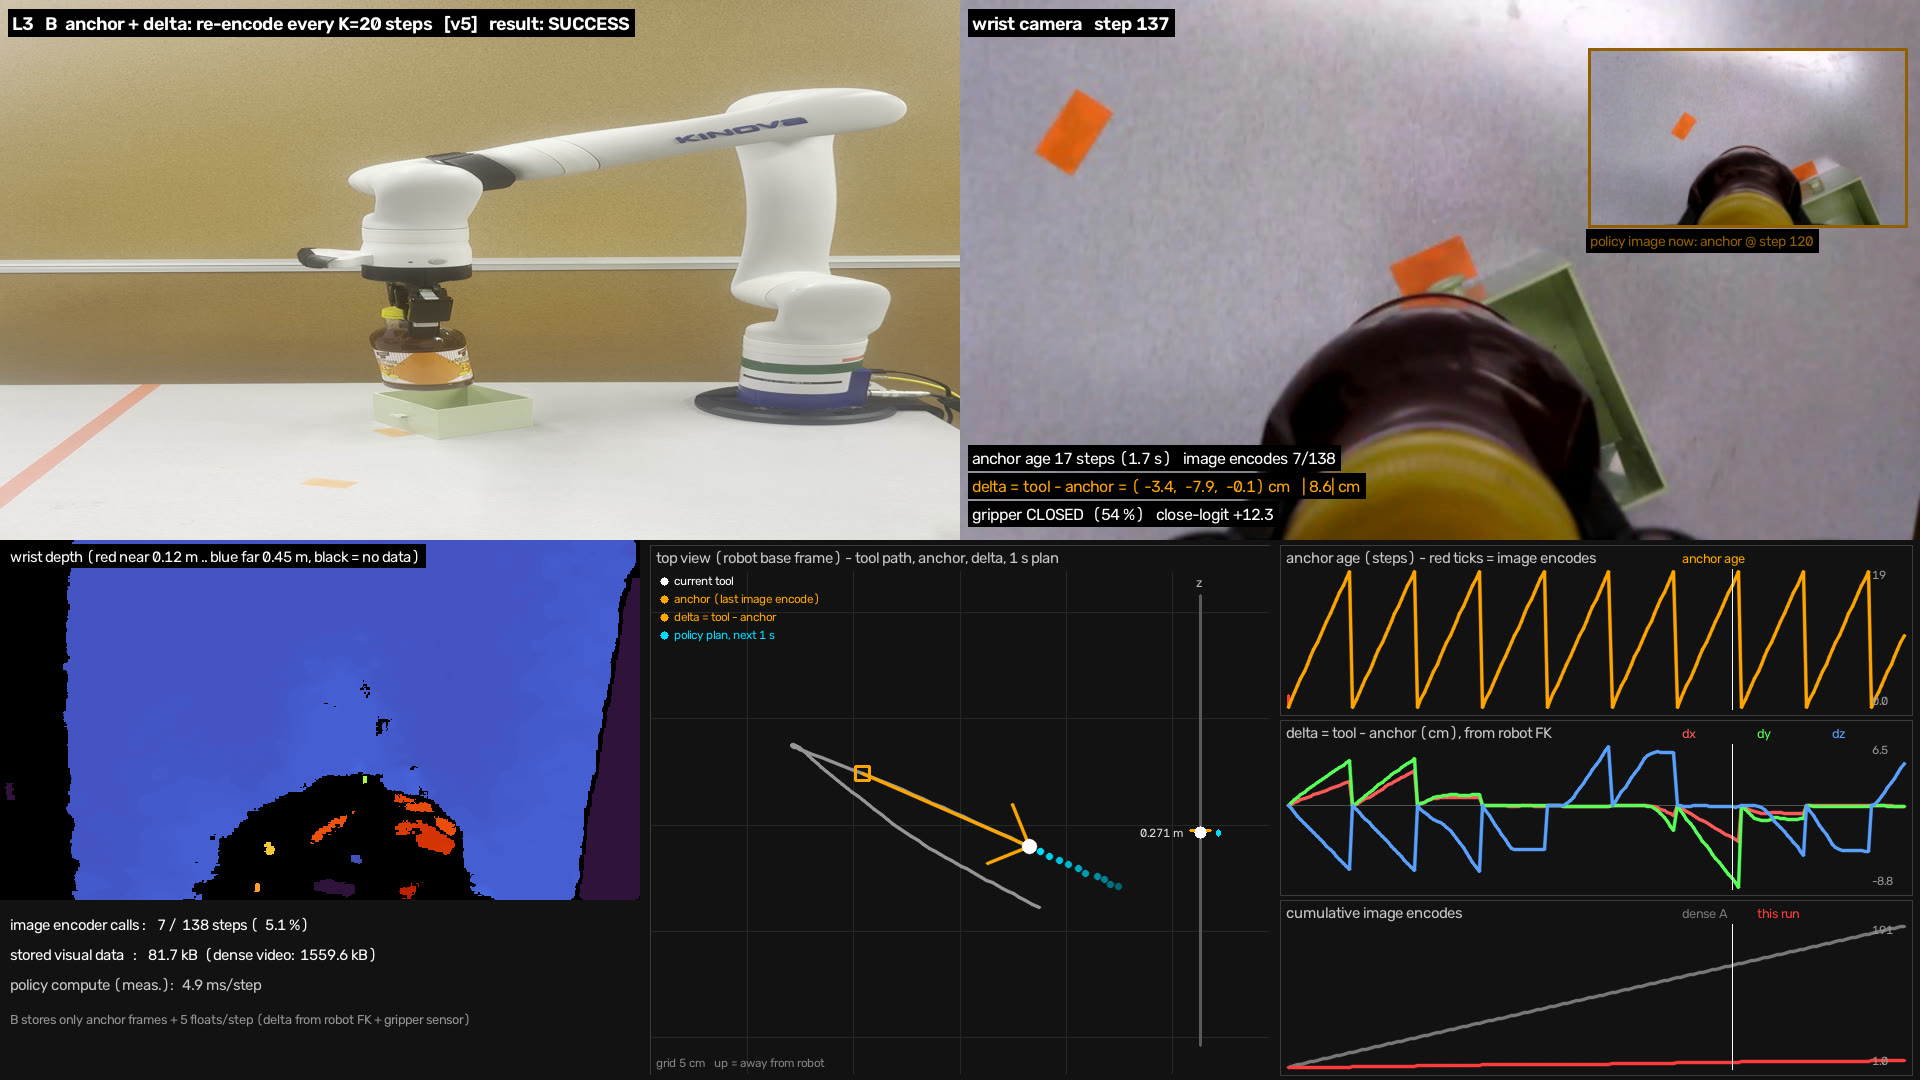 L3 B anchor + delta: re-encode every K=20 steps [v5] result: SUCCESS
KINOVA
wrist camera step 137
policy image now: anchor @ step 120
anchor age 17 steps (1.7 s) image encodes 7/138
delta = tool - anchor = ( -3.4, -7.9, -0.1) cm |8.6| cm
gripper CLOSED (54 %) close-logit +12.3
wrist depth (red near 0.12 m .. blue far 0.45 m, black = no data)
image encoder calls : 7 / 138 steps ( 5.1 %)
stored visual data : 81.7 kB (dense video: 1559.6 kB)
policy compute (meas.): 4.9 ms/step
B stores only anchor frames + 5 floats/step (delta from robot FK + gripper sensor)
top view (robot base frame) - tool path, anchor, delta, 1 s plan
current tool
anchor (last image encode)
delta = tool - anchor
policy plan, next 1 s
z
0.271 m
grid 5 cm up = away from robot
anchor age (steps) - red ticks = image encodes
anchor age
19
0.0
delta = tool - anchor (cm), from robot FK
dx
dy
dz
6.5
-8.8
cumulative image encodes
dense A
this run
191
1.0